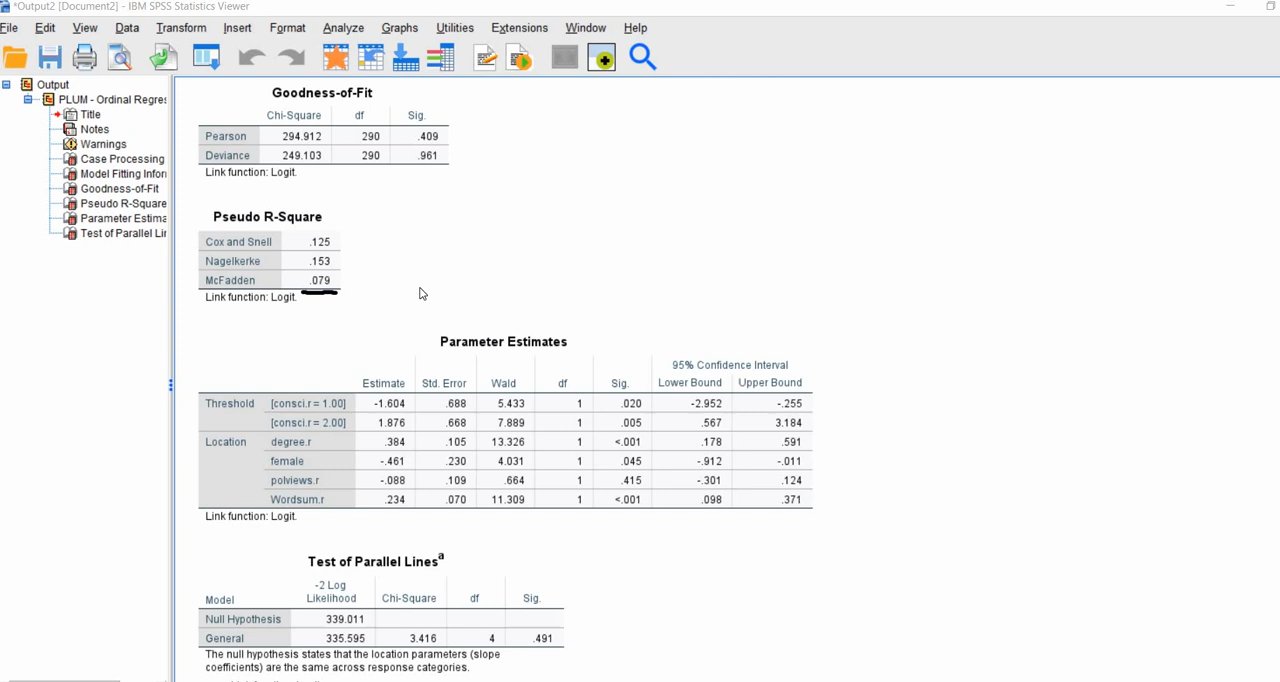 *Output2 [Document2] - IBM SPSS Statistics Viewer
File Edit View Data Transform Insert Format Analyze Graphs Utilities Extensions Window Help
Output
PLUM - Ordinal Regres
Title
Notes
Warnings
Case Processing
Model Fitting Infor
Goodness-of-Fit
Pseudo R-Square
Parameter Estima
Test of Parallel Lir
Goodness-of-Fit
Chi-Square df Sig.
Pearson 294.912 290 .409
Deviance 249.103 290 .961
Link function: Logit.
Pseudo R-Square
Cox and Snell .125
Nagelkerke .153
McFadden .079
Link function: Logit.
Parameter Estimates
95% Confidence Interval
Estimate Std. Error Wald df Sig. Lower Bound Upper Bound
Threshold [consci.r = 1.00] -1.604 .688 5.433 1 .020 -2.952 -.255
[consci.r = 2.00] 1.876 .668 7.889 1 .005 .567 3.184
Location degree.r .384 .105 13.326 1 <.001 .178 .591
female -.461 .230 4.031 1 .045 -.912 -.011
polviews.r -.088 .109 .664 1 .415 -.301 .124
Wordsum.r .234 .070 11.309 1 <.001 .098 .371
Link function: Logit.
Test of Parallel Lines^a
-2 Log
Model Likelihood Chi-Square df Sig.
Null Hypothesis 339.011
General 335.595 3.416 4 .491
The null hypothesis states that the location parameters (slope
coefficients) are the same across response categories.